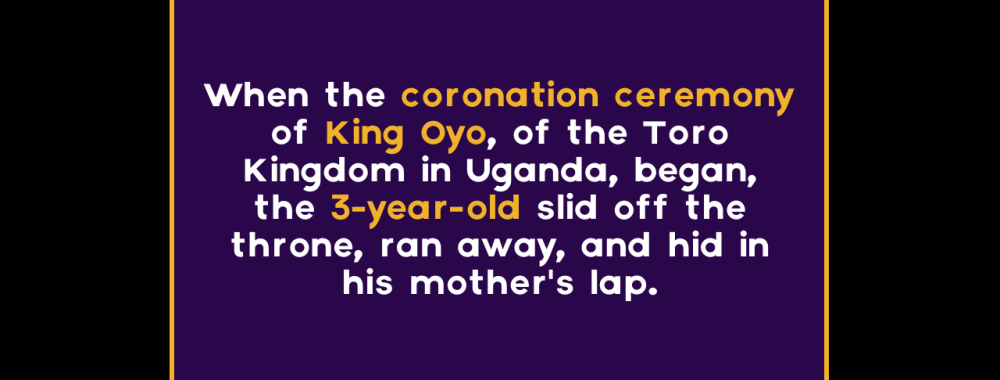 When the coronation ceremony
of King Oyo, of the Toro
Kingdom in Uganda, began,
the 3-year-old slid off the
throne, ran away, and hid in
his mother's lap.